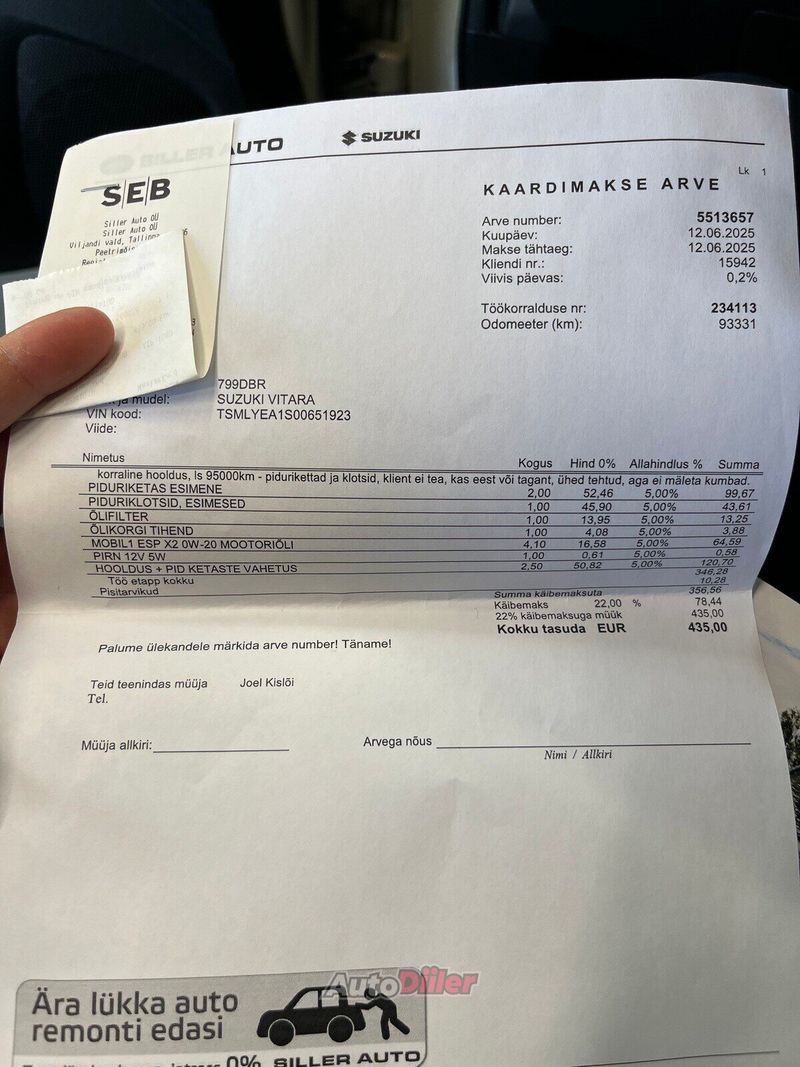 SILLER AUTO
SUZUKI
Lk 1
SEB
KAARDIMAKSE ARVE
Siller Auto OÜ
Siller Auto OÜ
Viljandi vald, Tallinna
Arve number: 5513657
Kuupäev: 12.06.2025
Makse tähtaeg: 12.06.2025
Kliendi nr.: 15942
Viivis päevas: 0,2%
Töökorralduse nr: 234113
Odomeeter (km): 93331
799DBR
ja mudel: SUZUKI VITARA
VIN kood: TSMLYEA1S00651923
Viide:
Nimetus Kogus Hind 0% Allahindlus % Summa
korraline hooldus, ls 95000km - pidurikettad ja klotsid, klient ei tea, kas eest või tagant, ühed tehtud, aga ei mäleta kumbad.
PIDURIKETAS ESIMENE 2,00 52,46 5,00% 99,67
PIDURIKLOTSID, ESIMESED 1,00 45,90 5,00% 43,61
ÕLIFILTER 1,00 13,95 5,00% 13,25
ÕLIKORGI TIHEND 1,00 4,08 5,00% 3,88
MOBIL1 ESP X2 0W-20 MOOTORIÕLI 4,10 16,58 5,00% 64,59
PIRN 12V 5W 1,00 0,61 5,00% 0,58
HOOLDUS + PID KETASTE VAHETUS 2,50 50,82 5,00% 120,70
Töö etapp kokku 346,28
Pisitarvikud 10,28
Summa käibemaksuta 356,56
Käibemaks 22,00 % 78,44
22% käibemaksuga müük 435,00
Kokku tasuda EUR 435,00
Palume ülekandele märkida arve number! Täname!
Teid teenindas müüja Joel Kislõi
Tel.
Müüja allkiri:
Arvega nõus
Nimi / Allkiri
AutoDiiler
Ära lükka auto
remonti edasi
0% SILLER AUTO